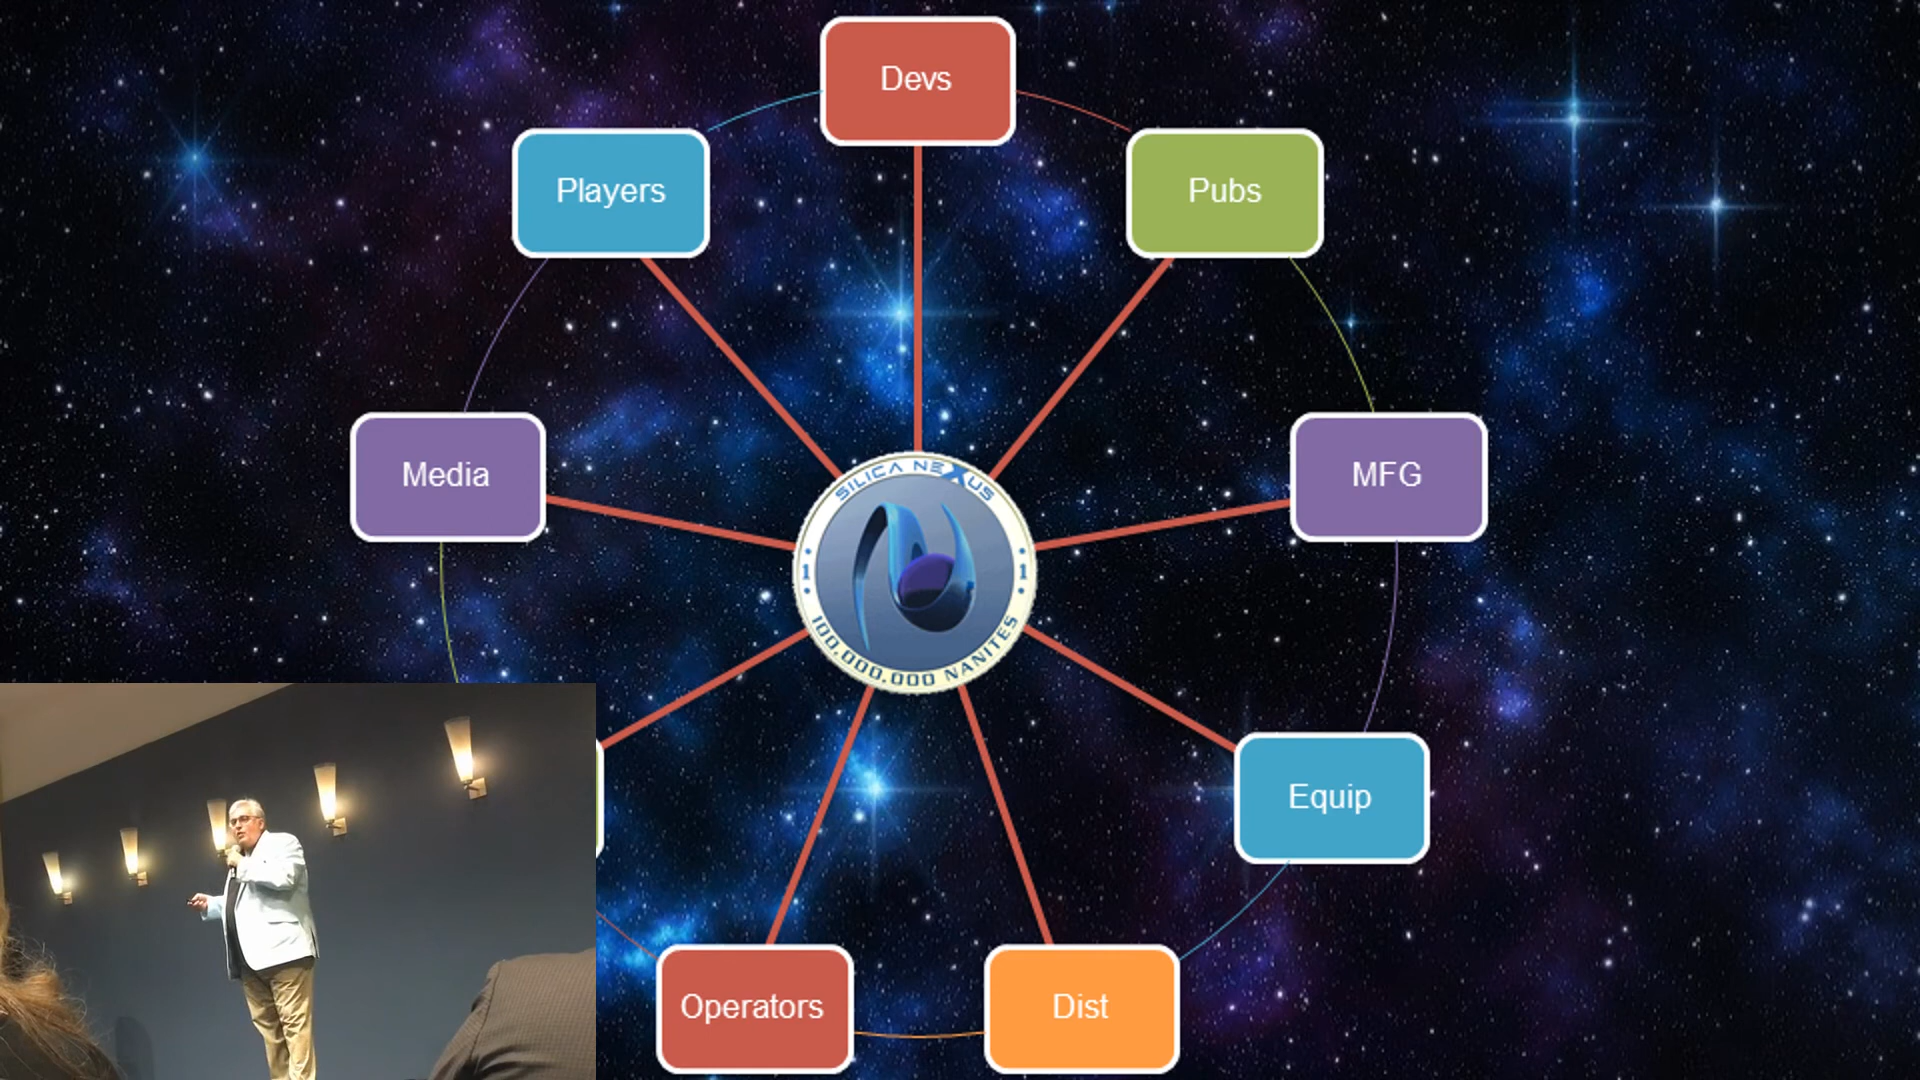 Devs
Players
Pubs
Media
MFG
SILICA NEXUS
1 1
100,000,000 NANITES
Equip
Operators
Dist